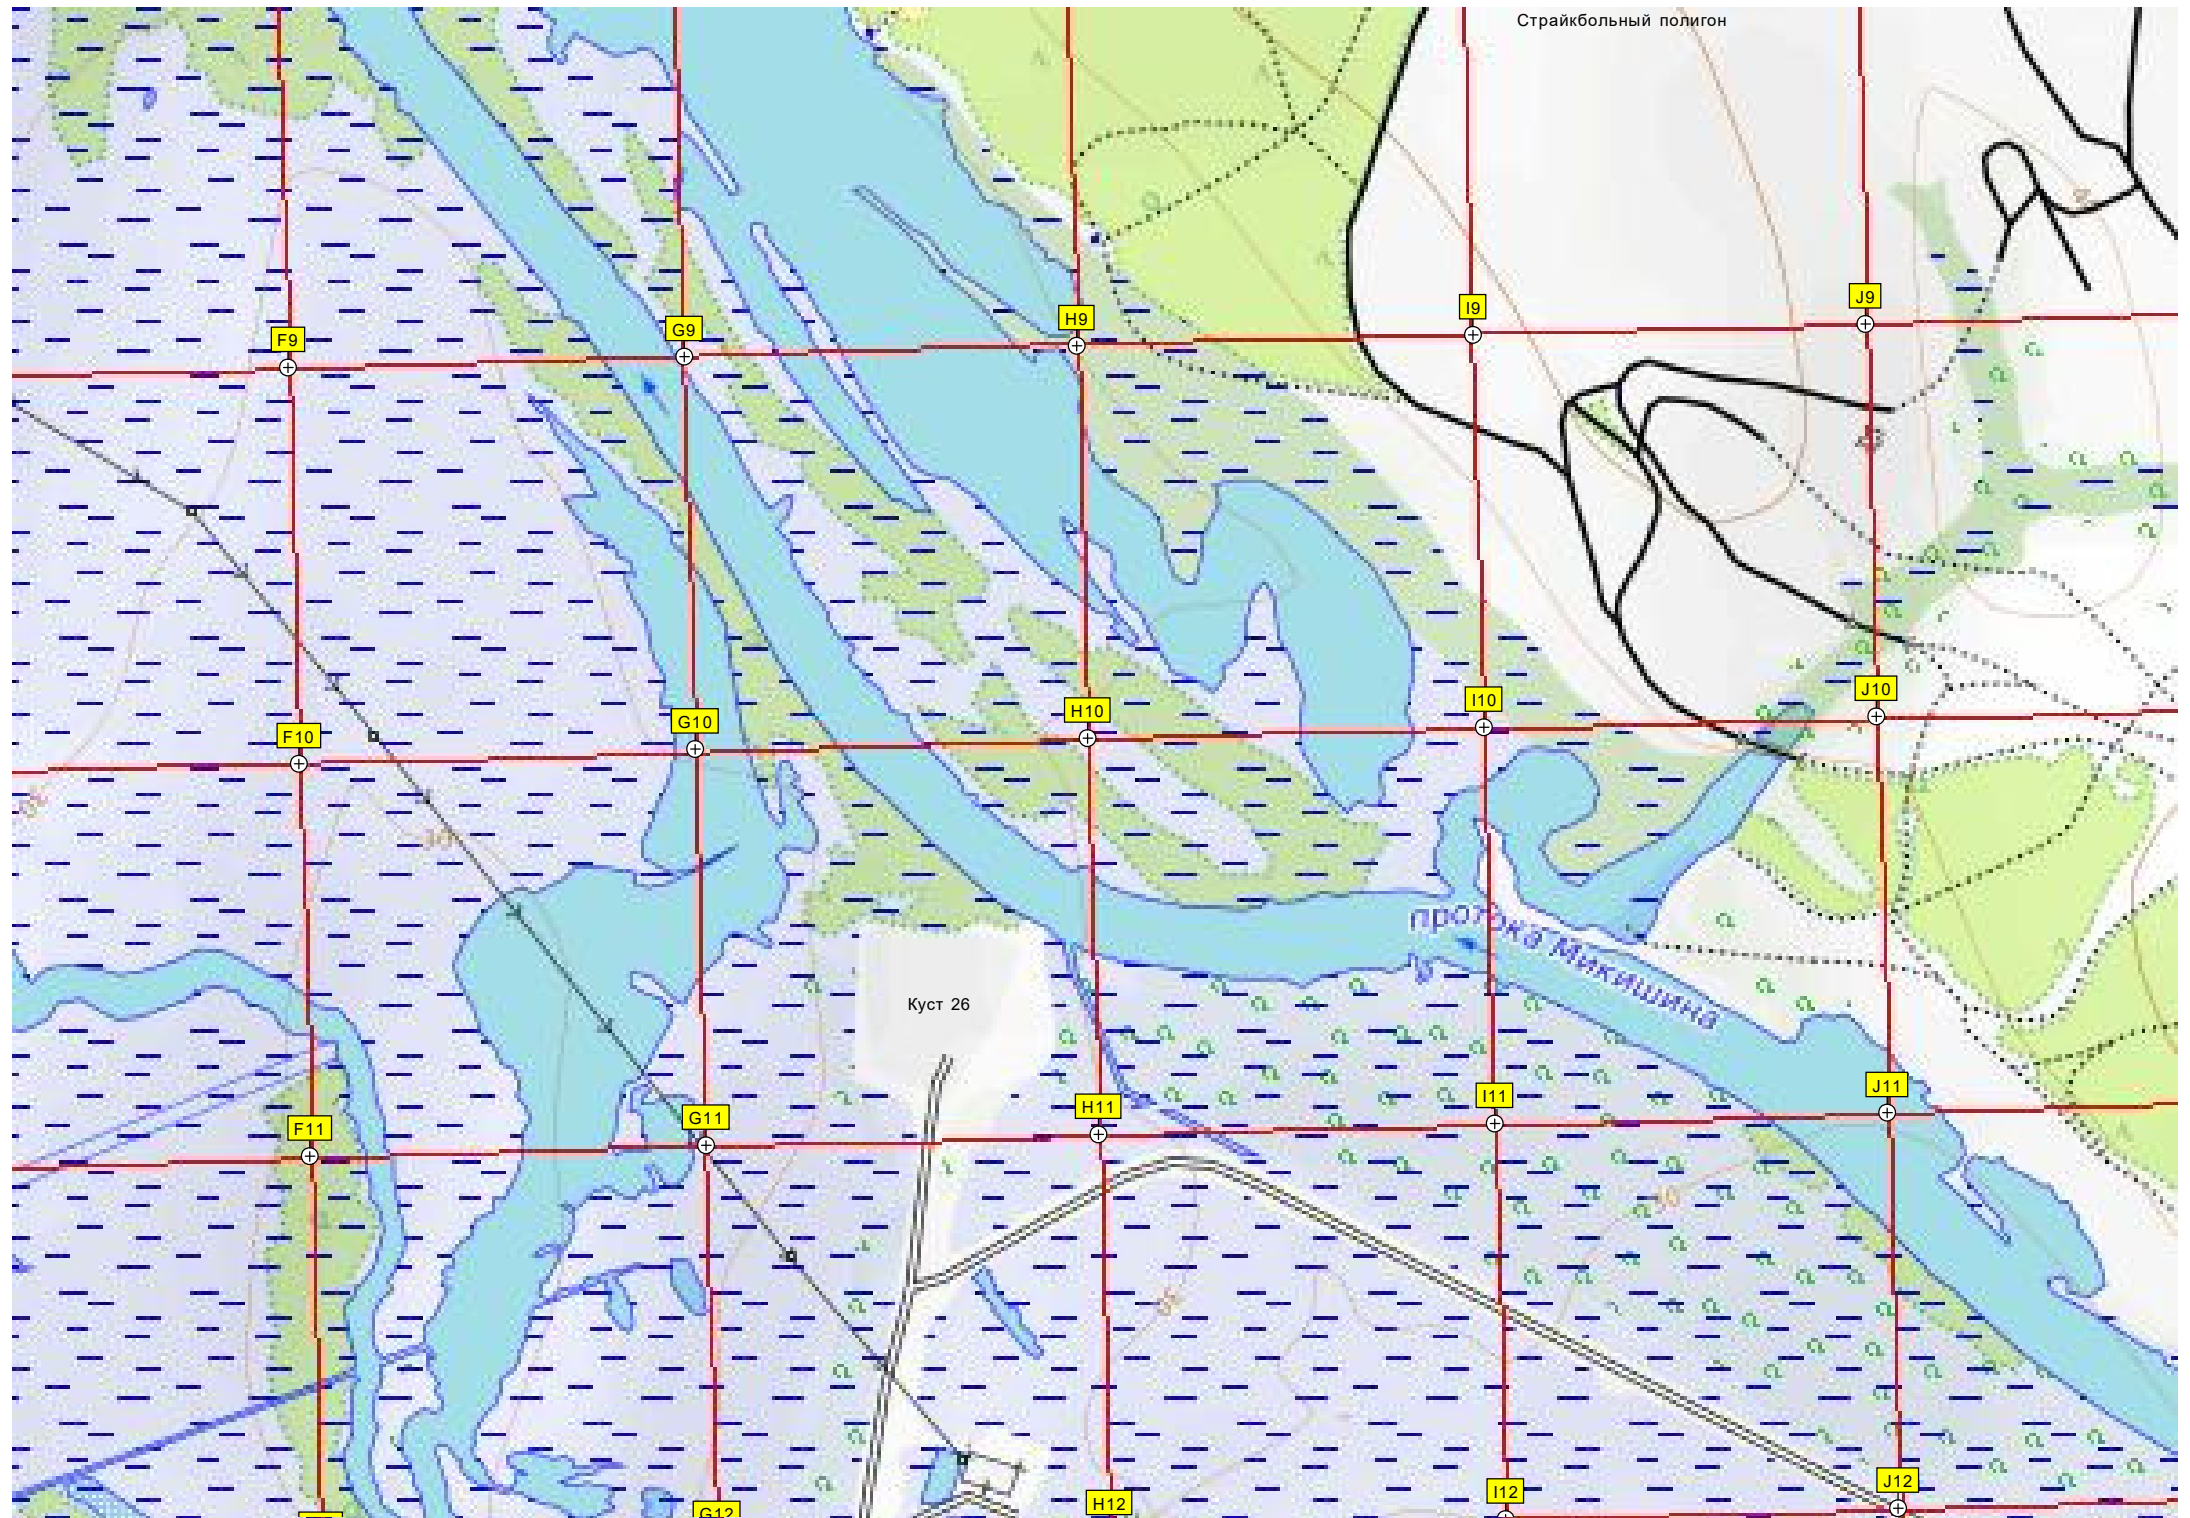 Страйкбольный полигон
J9
I9
H9
G9
F9
J10
I10
H10
G10
F10
протока Микишина
Куст 26
J11
I11
H11
G11
F11
J12
I12
H12
G12